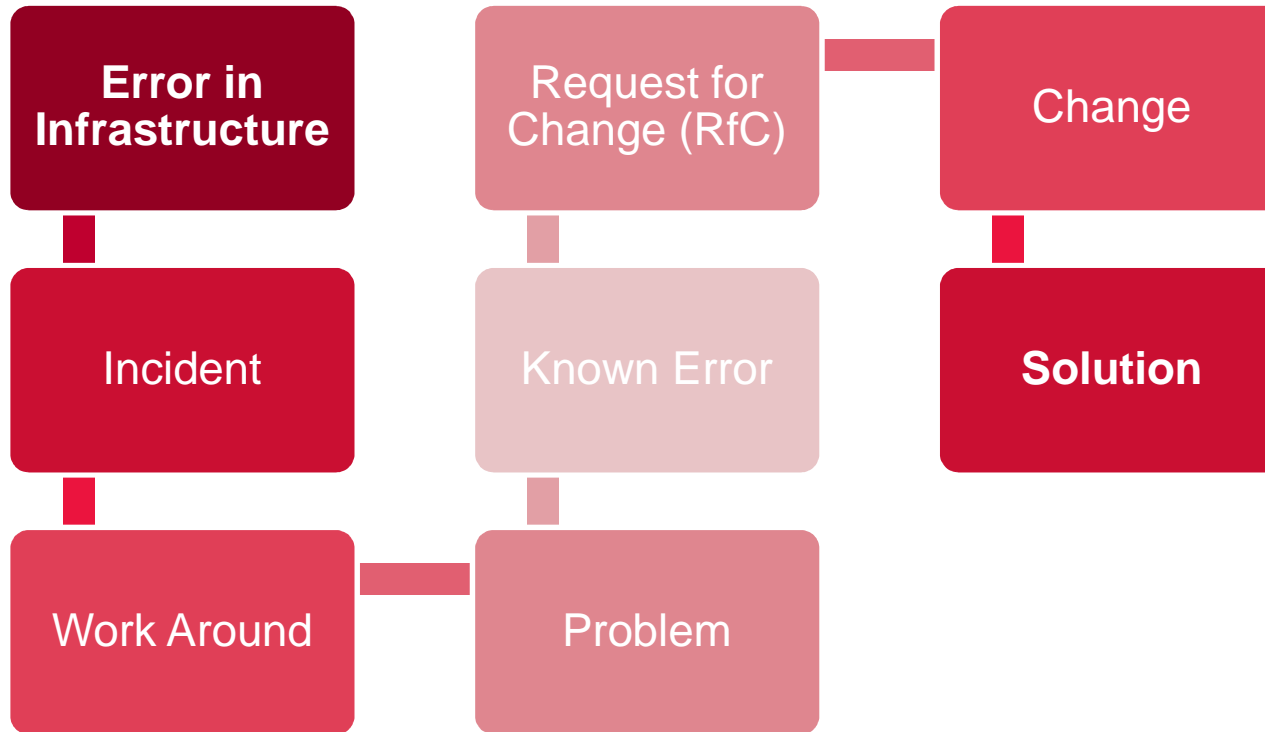 Error in
Infrastructure
Incident
Work Around
Problem
Known Error
Request for
Change (RfC)
Change
Solution